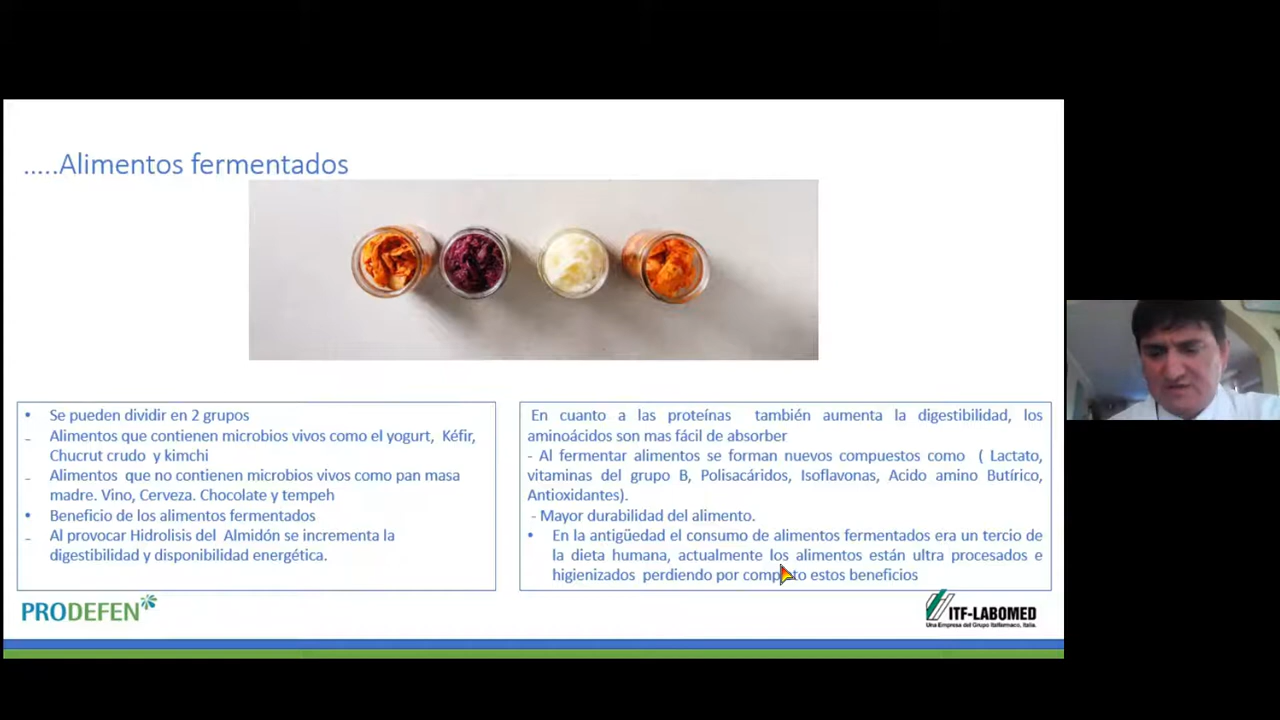 .....Alimentos fermentados
• Se pueden dividir en 2 grupos
- Alimentos que contienen microbios vivos como el yogurt, Kéfir,
Chucrut crudo y kimchi
- Alimentos que no contienen microbios vivos como pan masa
madre. Vino, Cerveza. Chocolate y tempeh
• Beneficio de los alimentos fermentados
- Al provocar Hidrolisis del Almidón se incrementa la
digestibilidad y disponibilidad energética.
En cuanto a las proteínas también aumenta la digestibilidad, los
aminoácidos son mas fácil de absorber
- Al fermentar alimentos se forman nuevos compuestos como ( Lactato,
vitaminas del grupo B, Polisacáridos, Isoflavonas, Acido amino Butírico,
Antioxidantes).
- Mayor durabilidad del alimento.
• En la antigüedad el consumo de alimentos fermentados era un tercio de
la dieta humana, actualmente los alimentos están ultra procesados e
higienizados perdiendo por completo estos beneficios
PRODEFEN
ITF-LABOMED
Una Empresa del Grupo Italfarmaco, Italia.